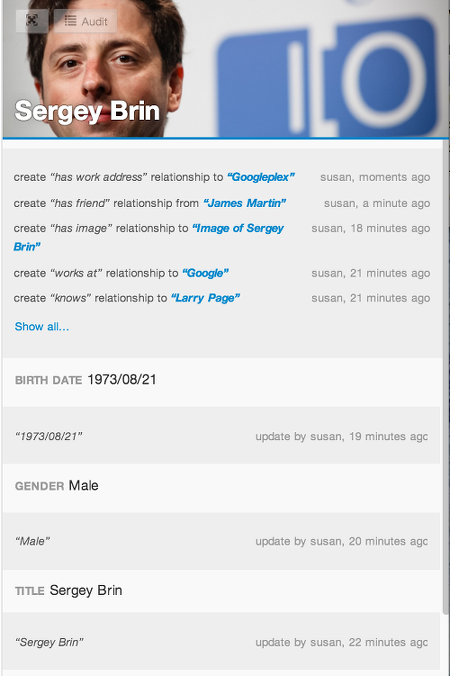 Audit
IO
Sergey Brin
create “has work address” relationship to “Googleplex” susan, moments ago
create “has friend” relationship from “James Martin” susan, a minute ago
create “has image” relationship to “Image of Sergey susan, 18 minutes ago
Brin”
create “works at” relationship to “Google” susan, 21 minutes ago
create “knows” relationship to “Larry Page” susan, 21 minutes ago
Show all...
BIRTH DATE 1973/08/21
“1973/08/21” update by susan, 19 minutes ago
GENDER Male
“Male” update by susan, 20 minutes ago
TITLE Sergey Brin
“Sergey Brin” update by susan, 22 minutes ago